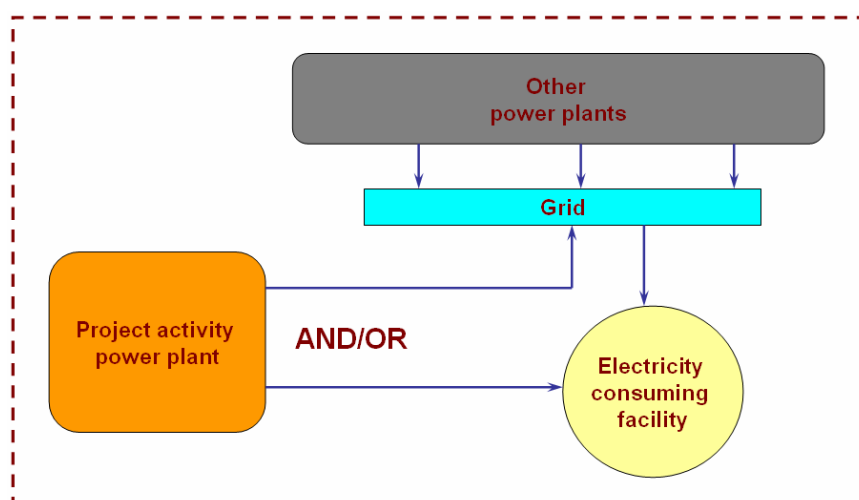 Other
power plants
Grid
Project activity
power plant
AND/OR
Electricity
consuming
facility